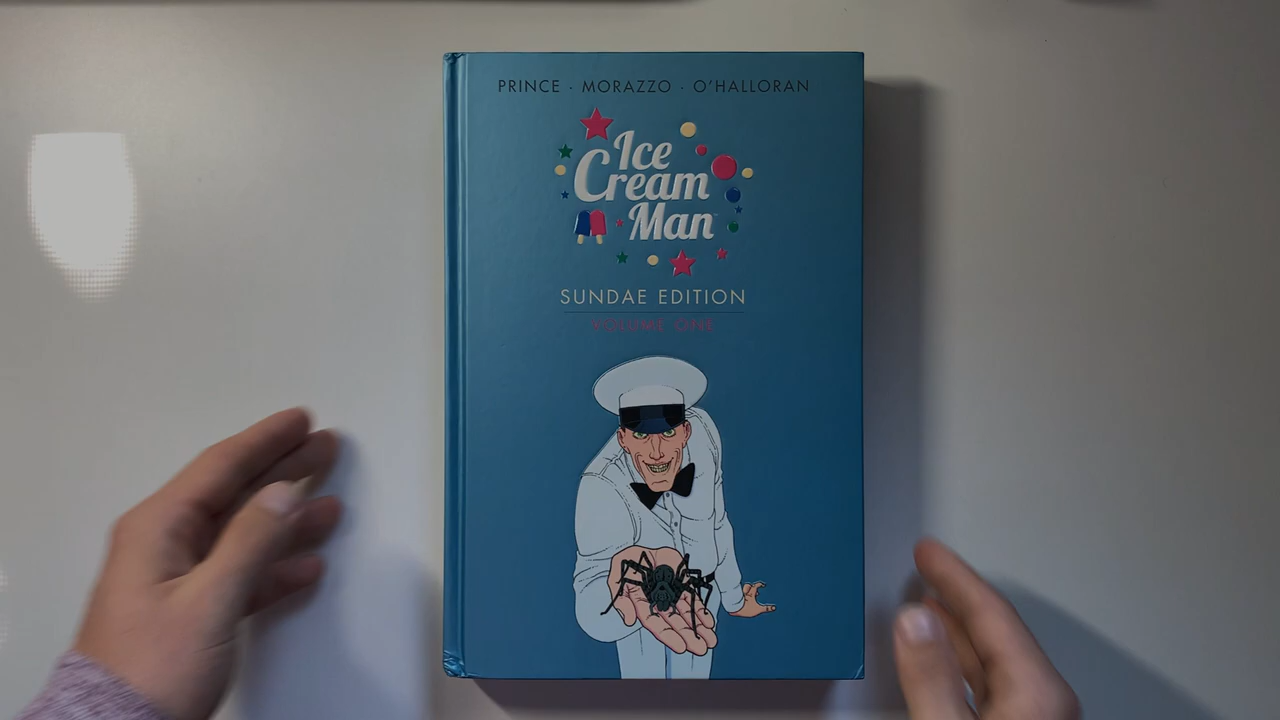 PRINCE · MORAZZO · O'HALLORAN
Ice
Cream
Man
SUNDAE EDITION
VOLUME ONE